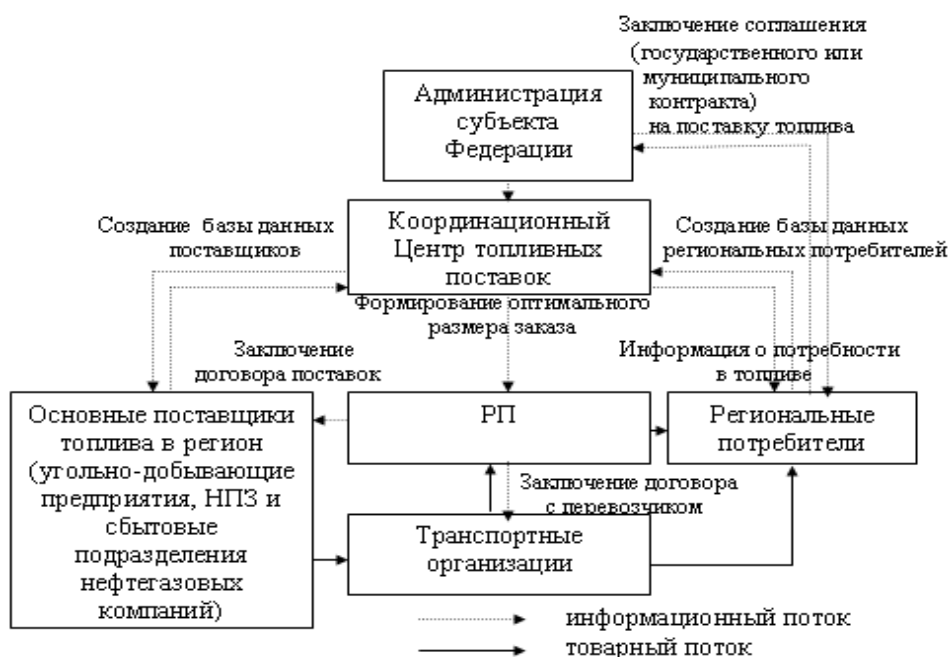 Заключение соглашения
(государственного или
муниципального
контракта)
на поставку топлива
Администрация
субъекта
Федерации
Создание базы данных
поставщиков
Координационный
Центр топливных
поставок
Создание базы данных
региональных потребителей
Формирование оптимального
размера заказа
Заключение
договора поставок
Информация о потребности
в топливе
Основные поставщики
топлива в регион
(угольно-добывающие
предприятия, НПЗ и
сбытовые
подразделения
нефтегазовых
компаний)
РП
Региональные
потребители
Заключение договора
с перевозчиком
Транспортные
организации
информационный поток
товарный поток